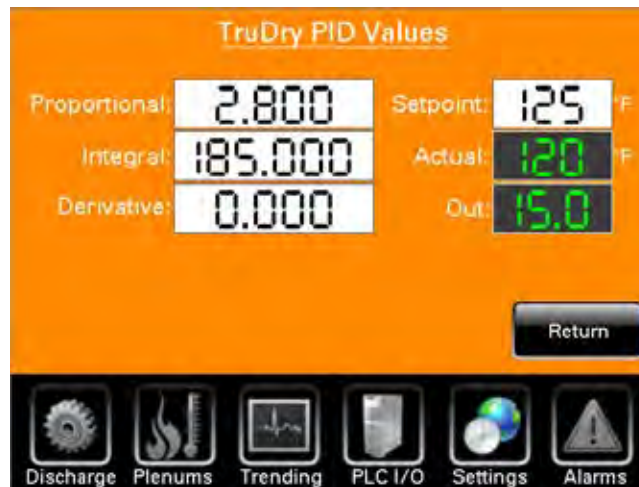 TruDry PID Values
Proportional: 2.800 Setpoint: 125 °F
Integral: 185.000 Actual: 120 °F
Derivative: 0.000 Out: 15.0
Return
Discharge Plenums Trending PLC I/O Settings Alarms